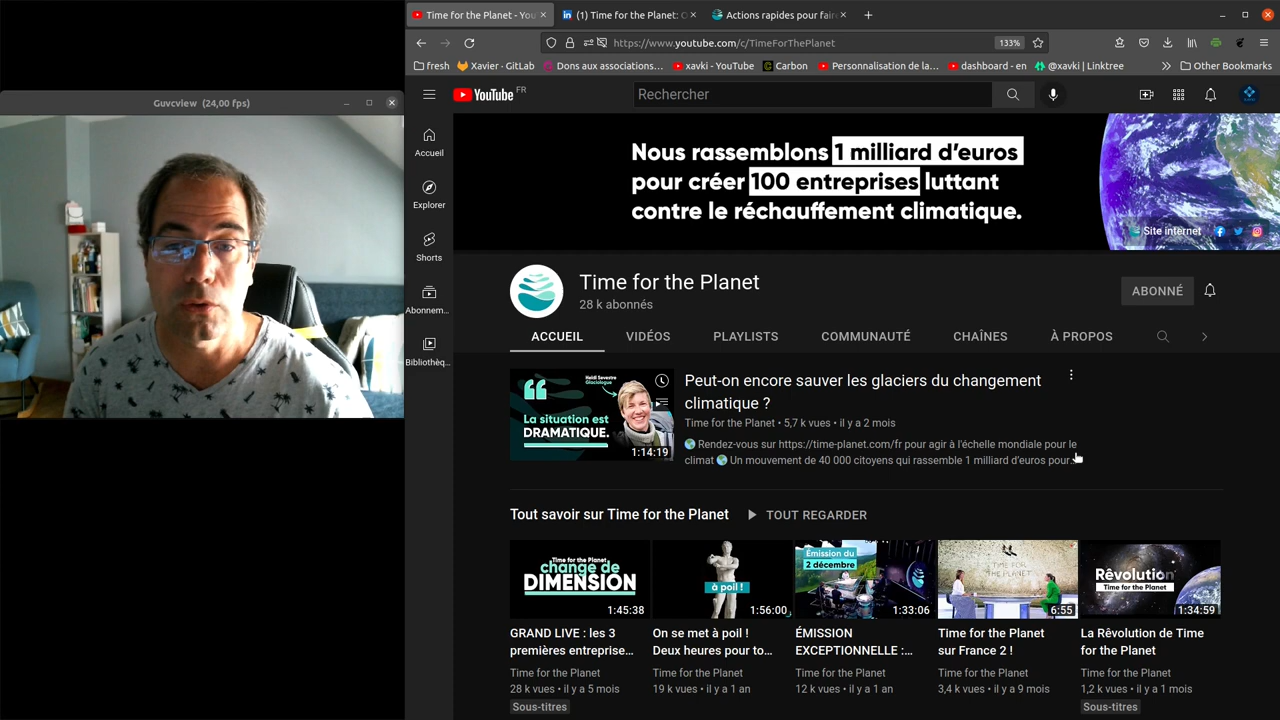 Time for the Planet - You
(1) Time for the Planet: O
Actions rapides pour fair
https://www.youtube.com/c/TimeForThePlanet
133%
fresh
Xavier · GitLab
Dons aux associations…
xavki - YouTube
Carbon
Personnalisation de la…
dashboard - en
@xavki | Linktree
Other Bookmarks
Guvcview (24,00 fps)
YouTube FR
Rechercher
Accueil
Explorer
Shorts
Abonnem...
Bibliothèq...
Nous rassemblons 1 milliard d'euros
pour créer 100 entreprises luttant
contre le réchauffement climatique.
Site internet
Time for the Planet
28 k abonnés
ABONNÉ
ACCUEIL
VIDÉOS
PLAYLISTS
COMMUNAUTÉ
CHAÎNES
À PROPOS
Heïdi Sevestre
Glaciologue
La situation est
DRAMATIQUE.
1:14:19
Peut-on encore sauver les glaciers du changement
climatique ?
Time for the Planet • 5,7 k vues • il y a 2 mois
Rendez-vous sur https://time-planet.com/fr pour agir à l'échelle mondiale pour le
climat Un mouvement de 40 000 citoyens qui rassemble 1 milliard d'euros pour...
Tout savoir sur Time for the Planet
TOUT REGARDER
Time for the Planet
change de
DIMENSION
1:45:38
à poil !
1:56:00
Émission du
2 décembre
1:33:06
TIME FOR
THE PLANET
6:55
Rêvolution
Time for the Planet
1:34:59
GRAND LIVE : les 3
premières entreprise...
Time for the Planet
28 k vues • il y a 5 mois
Sous-titres
On se met à poil !
Deux heures pour to...
Time for the Planet
19 k vues • il y a 1 an
ÉMISSION
EXCEPTIONNELLE :...
Time for the Planet
12 k vues • il y a 1 an
Time for the Planet
sur France 2 !
Time for the Planet
3,4 k vues • il y a 9 mois
La Rêvolution de Time
for the Planet
Time for the Planet
1,2 k vues • il y a 1 mois
Sous-titres